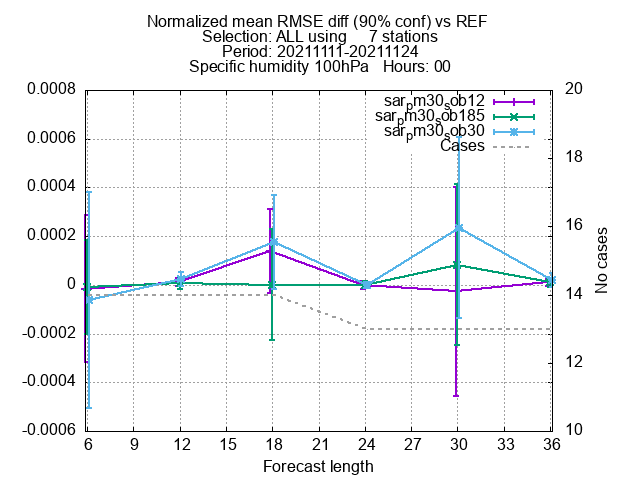 Normalized mean RMSE diff (90% conf) vs REF
Selection: ALL using 7 stations
Period: 20211111-20211124
Specific humidity 100hPa Hours: 00
sar_pm30_sob12
sar_pm30_sob185
sar_pm30_sob30
Cases
0.0008
0.0006
0.0004
0.0002
0
-0.0002
-0.0004
-0.0006
20
18
16
14
12
10
No cases
6 9 12 15 18 21 24 27 30 33 36
Forecast length